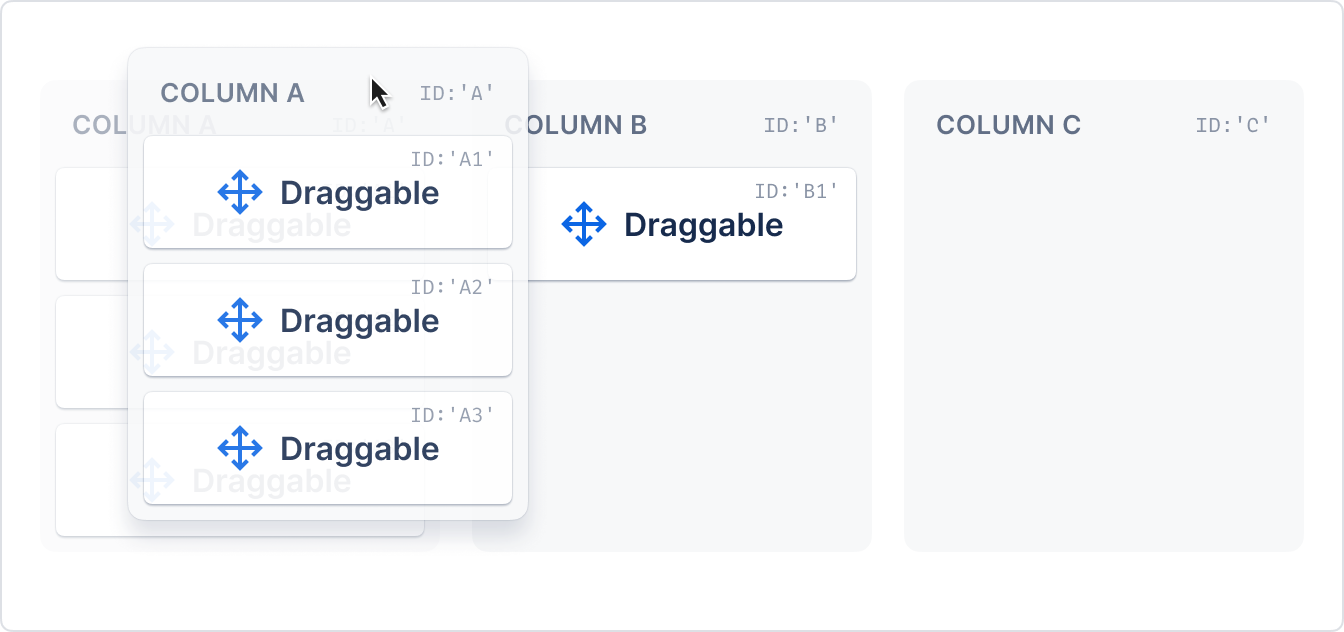 COLUMN A ID:'A'
COLUMN A ID:'A'
COLUMN B ID:'B'
COLUMN C ID:'C'
ID:'A1'
Draggable
Draggable
ID:'B1'
Draggable
ID:'A2'
Draggable
Draggable
ID:'A3'
Draggable
Draggable